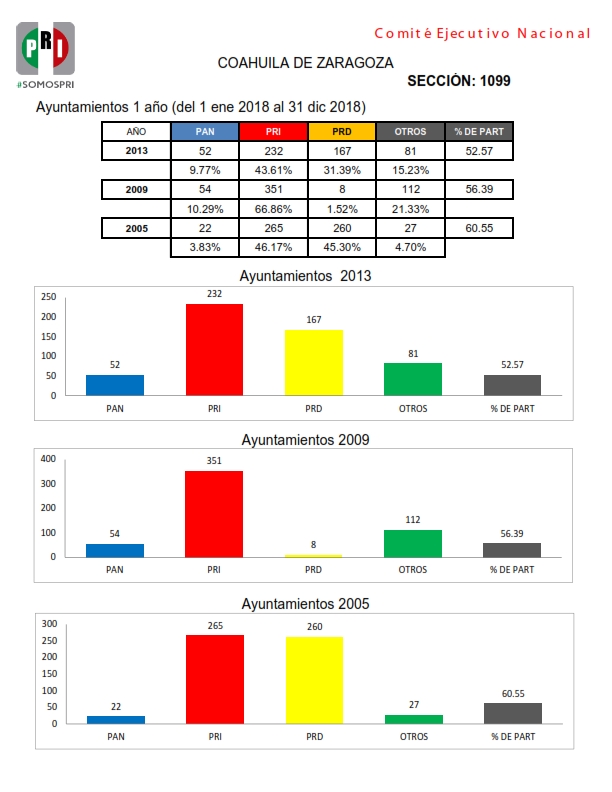 Comité Ejecutivo Nacional
PRI
#SOMOSPRI
COAHUILA DE ZARAGOZA
SECCIÓN: 1099
Ayuntamientos 1 año (del 1 ene 2018 al 31 dic 2018)
AÑO PAN PRI PRD OTROS % DE PART
2013 52 232 167 81 52.57
9.77% 43.61% 31.39% 15.23%
2009 54 351 8 112 56.39
10.29% 66.86% 1.52% 21.33%
2005 22 265 260 27 60.55
3.83% 46.17% 45.30% 4.70%
Ayuntamientos 2013
250
200
150
100
50
0
52 232 167 81 52.57
PAN PRI PRD OTROS % DE PART
Ayuntamientos 2009
400
300
200
100
0
54 351 8 112 56.39
PAN PRI PRD OTROS % DE PART
Ayuntamientos 2005
300
250
200
150
100
50
0
22 265 260 27 60.55
PAN PRI PRD OTROS % DE PART